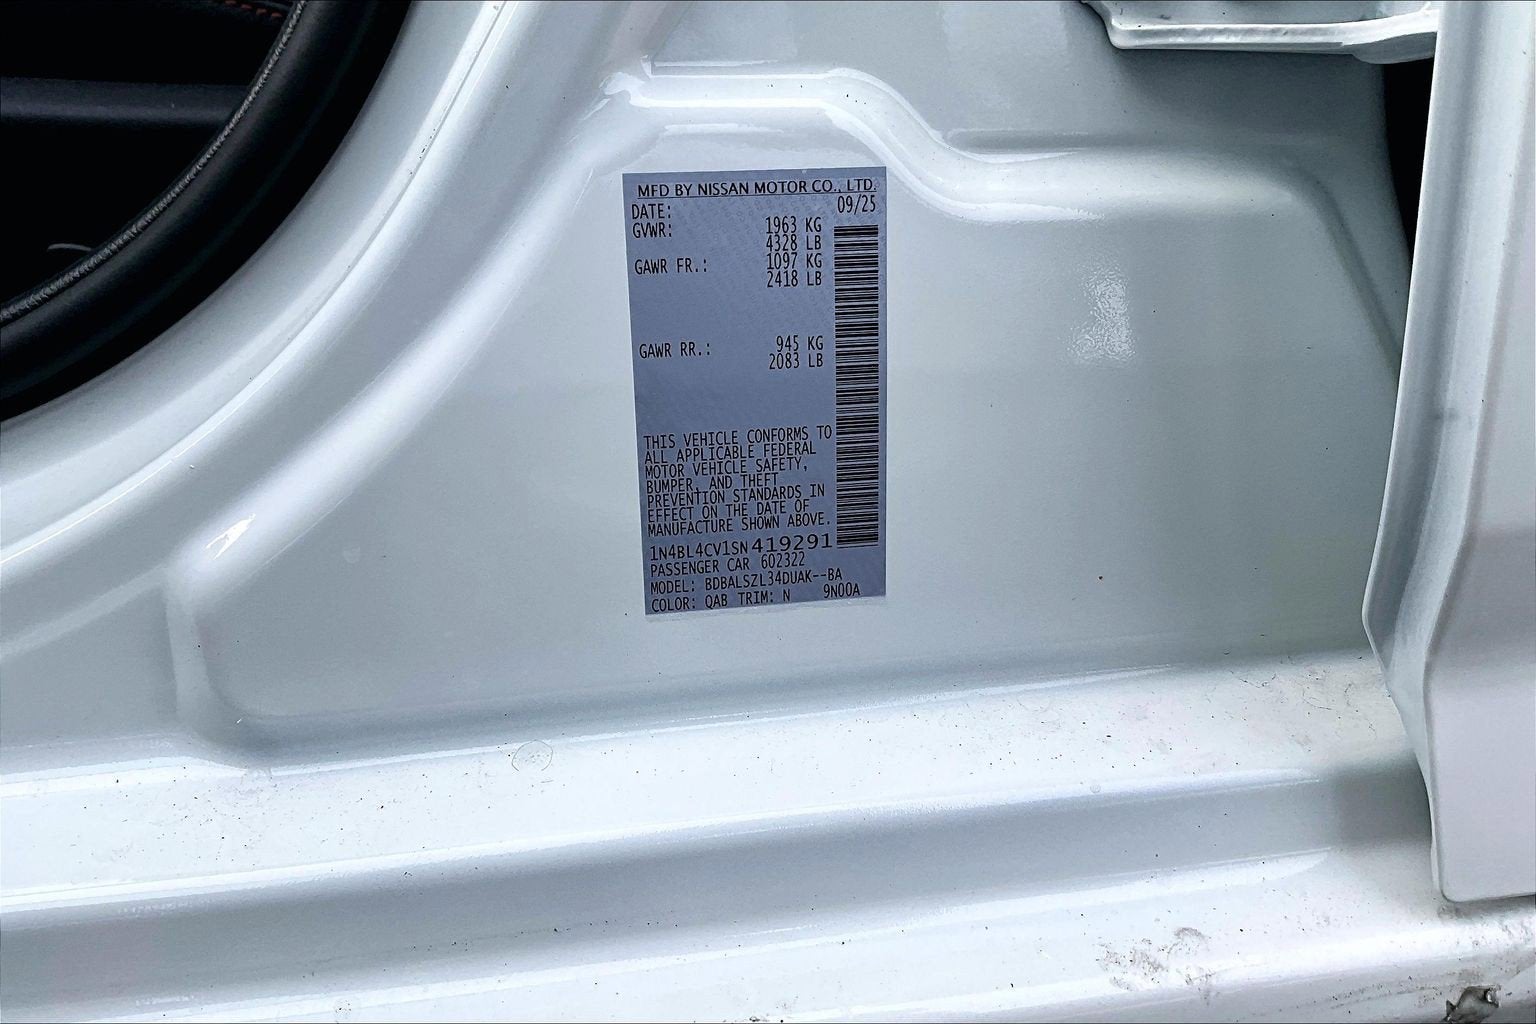 MFD BY NISSAN MOTOR CO., LTD.
DATE: 09/25
GVWR: 1963 KG
4328 LB
GAWR FR.: 1097 KG
2418 LB
GAWR RR.: 945 KG
2083 LB
THIS VEHICLE CONFORMS TO
ALL APPLICABLE FEDERAL
MOTOR VEHICLE SAFETY,
BUMPER, AND THEFT
PREVENTION STANDARDS IN
EFFECT ON THE DATE OF
MANUFACTURE SHOWN ABOVE.
1N4BL4CV1SN419291
PASSENGER CAR 602322
MODEL: BDBALSZL34DUAK--BA
COLOR: QAB TRIM: N 9N00A